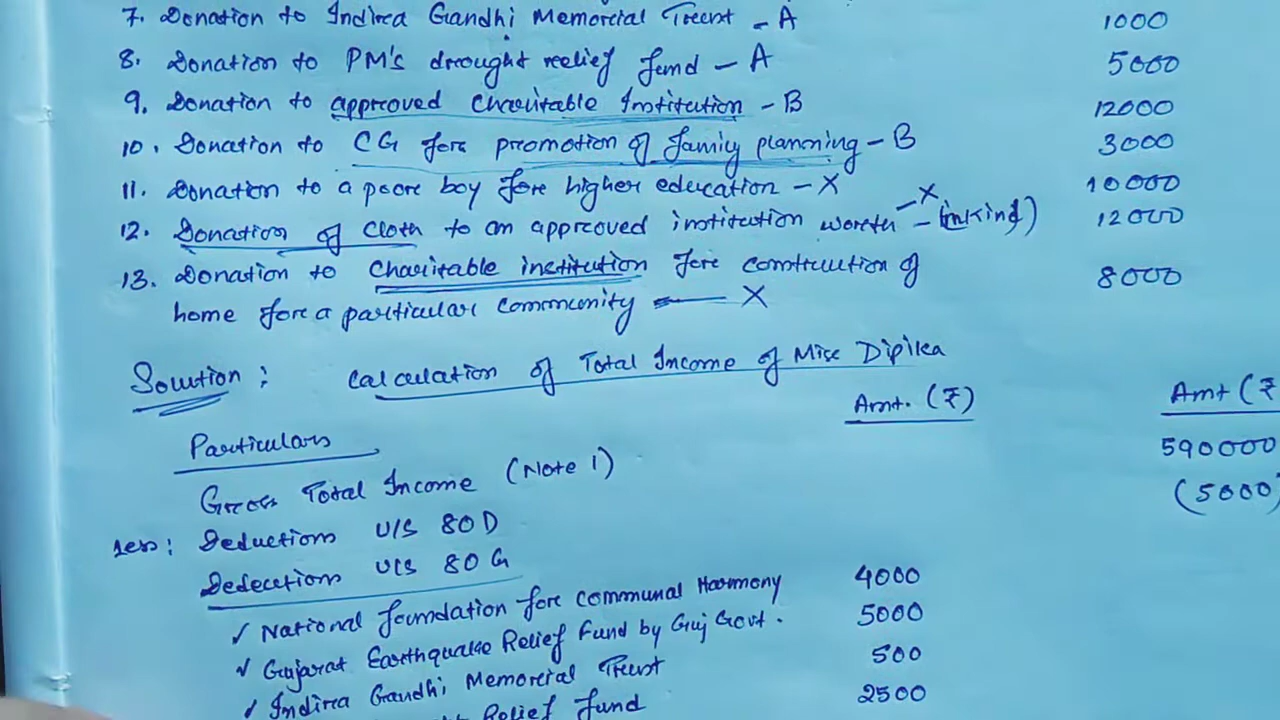 7. Donation to Indira Gandhi Memorial Trust - A 1000
8. Donation to PM's drought relief fund - A 5000
9. Donation to approved charitable Institution - B 12000
10. Donation to CG for promotion of family planning - B 3000
11. Donation to a poor boy for higher education - X 10000
12. Donation of cloth to an approved institution worth - X - (in kind) 12000
13. Donation to charitable institution for construction of 8000
home for a particular community - X
Solution: Calculation of Total Income of Miss Diplka
Particulars Amt. (₹) Amt (₹
Gross Total Income (Note 1) 590000
Less: Deductions U/S 80D (5000)
Deductions U/S 80G
✓ National foundation for communal Harmony 4000
✓ Gujarat Earthquake Relief Fund by Guj Govt. 5000
✓ Indira Gandhi Memorial Trust 500
Relief Fund 2500